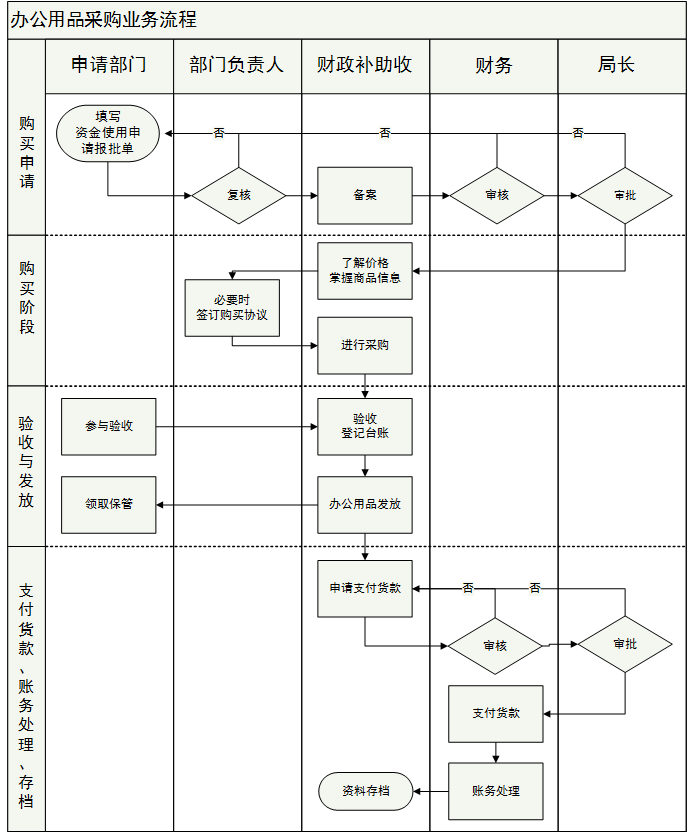 办公用品采购业务流程
申请部门
部门负责人
财政补助收
财务
局长
购买申请
填写
资金使用申
请报批单
否
否
否
复核
备案
审核
审批
购买阶段
了解价格
掌握商品信息
必要时
签订购买协议
进行采购
验收与发放
参与验收
验收
登记台账
领取保管
办公用品发放
支付货款、账务处理、存档
申请支付货款
否
否
审核
审批
支付货款
资料存档
账务处理